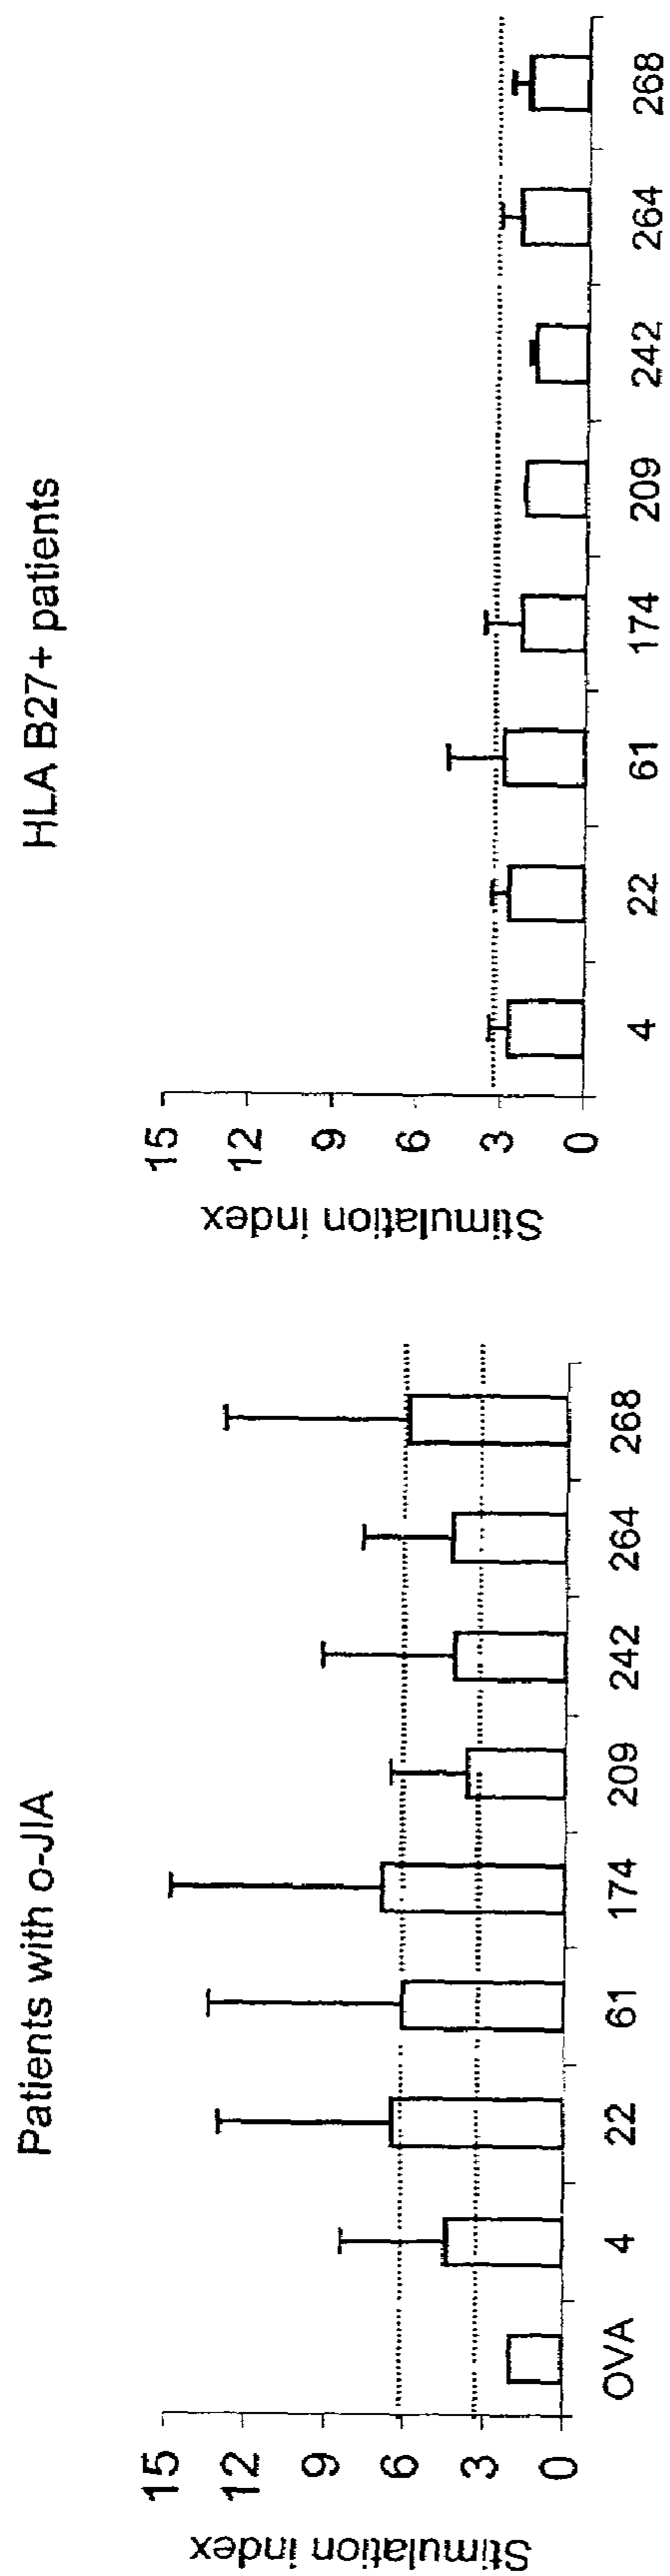 Patients with o-JIA
Stimulation index
15
12
9
6
3
0
OVA 4 22 61 174 209 242 264 268
HLA B27+ patients
Stimulation index
15
12
9
6
3
0
4 22 61 174 209 242 264 268